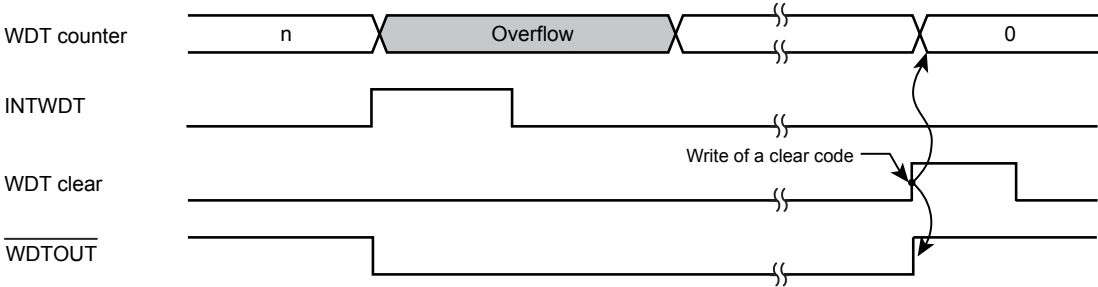 WDT counter n Overflow 0
INTWDT
Write of a clear code
WDT clear
WDTOUT